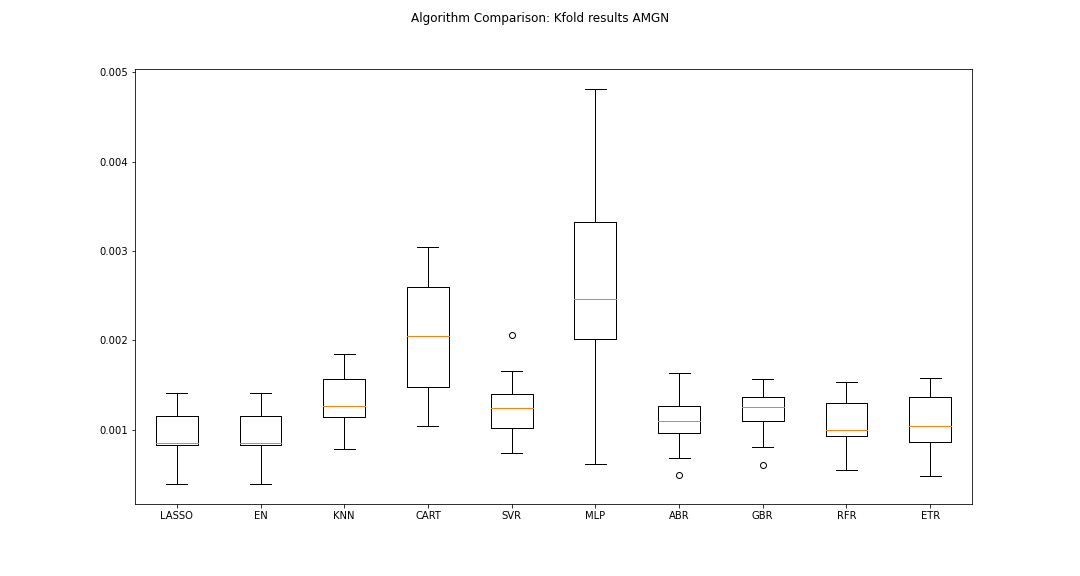 Algorithm Comparison: Kfold results AMGN
0.005
0.004
0.003
0.002
0.001
LASSO EN KNN CART SVR MLP ABR GBR RFR ETR